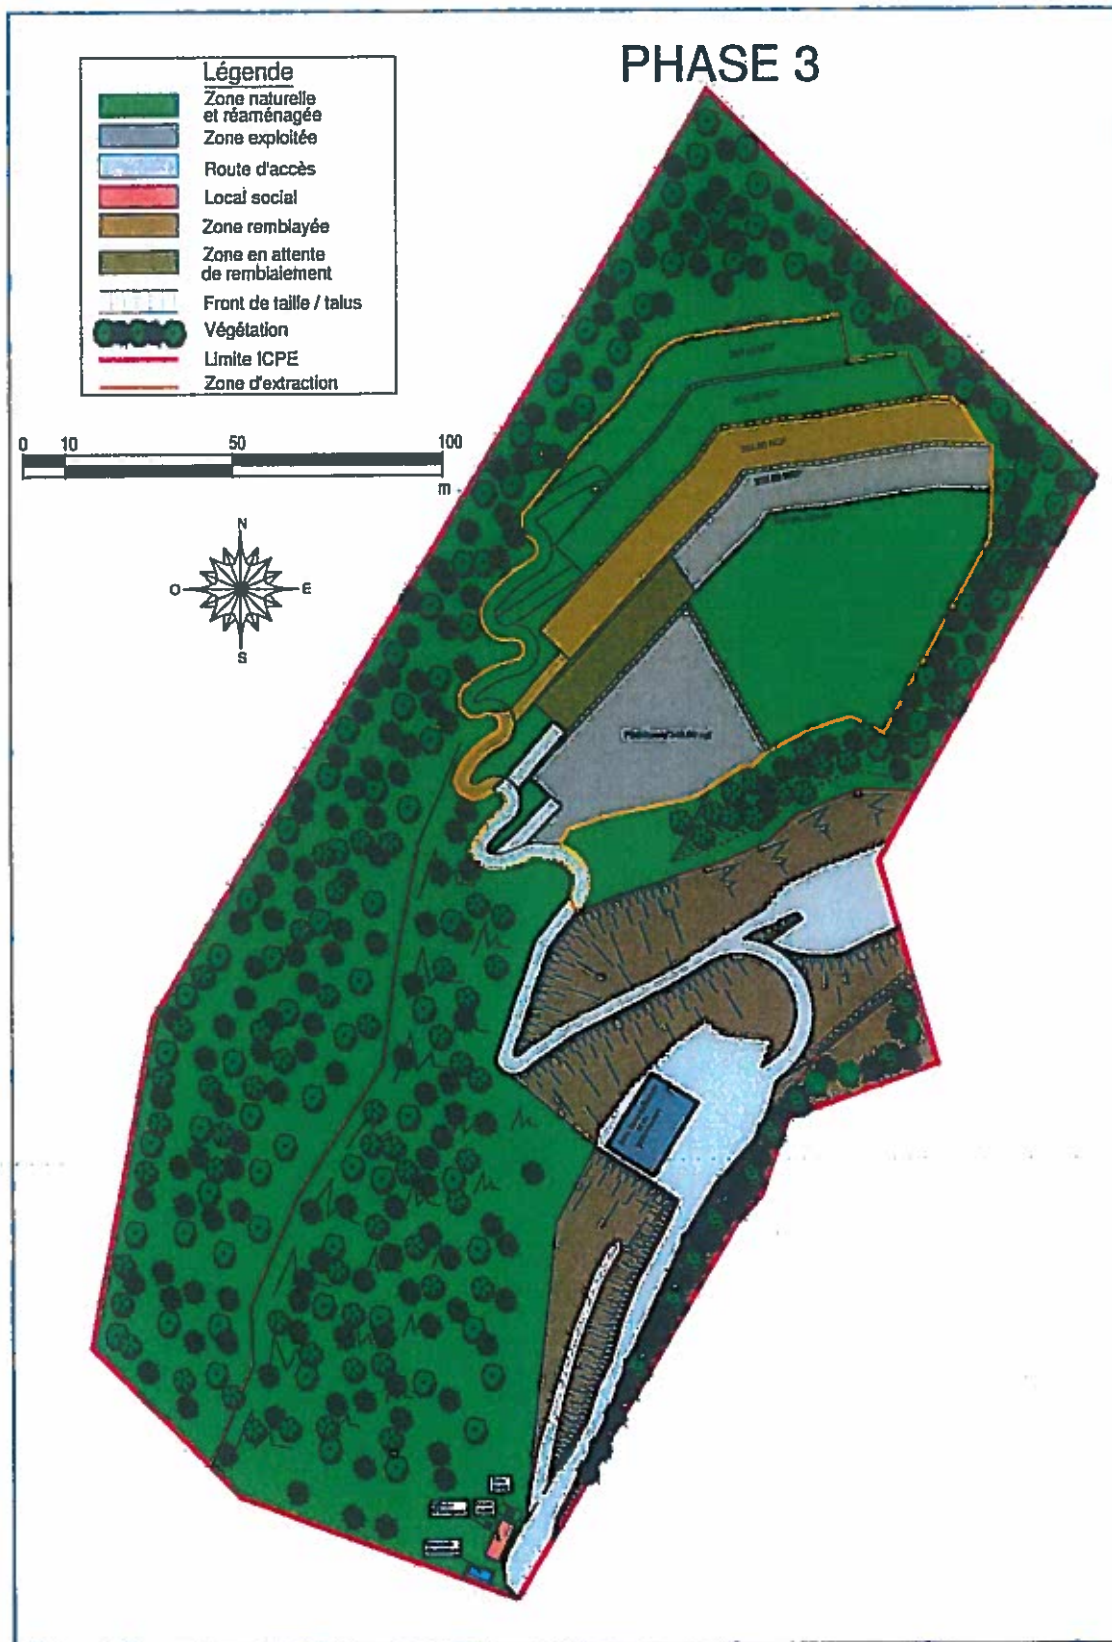 PHASE 3
Légende
Zone naturelle
et réaménagée
Zone exploitée
Route d'accès
Local social
Zone remblayée
Zone en attente
de remblaiement
Front de taille / talus
Végétation
Limite ICPE
Zone d'extraction
0 10 50 100
m
N
O E
S